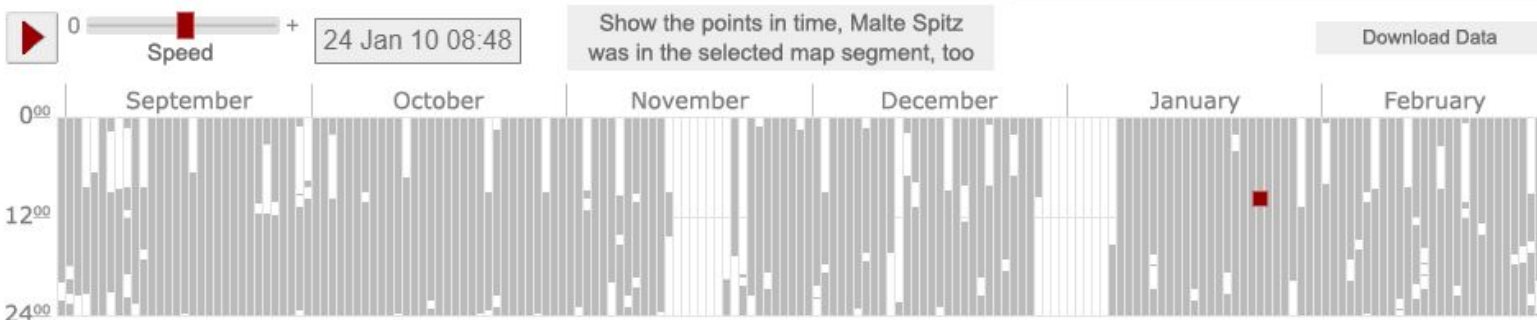 0 +
Speed
24 Jan 10 08:48
Show the points in time, Malte Spitz
was in the selected map segment, too
Download Data
September October November December January February
0⁰⁰
12⁰⁰
24⁰⁰